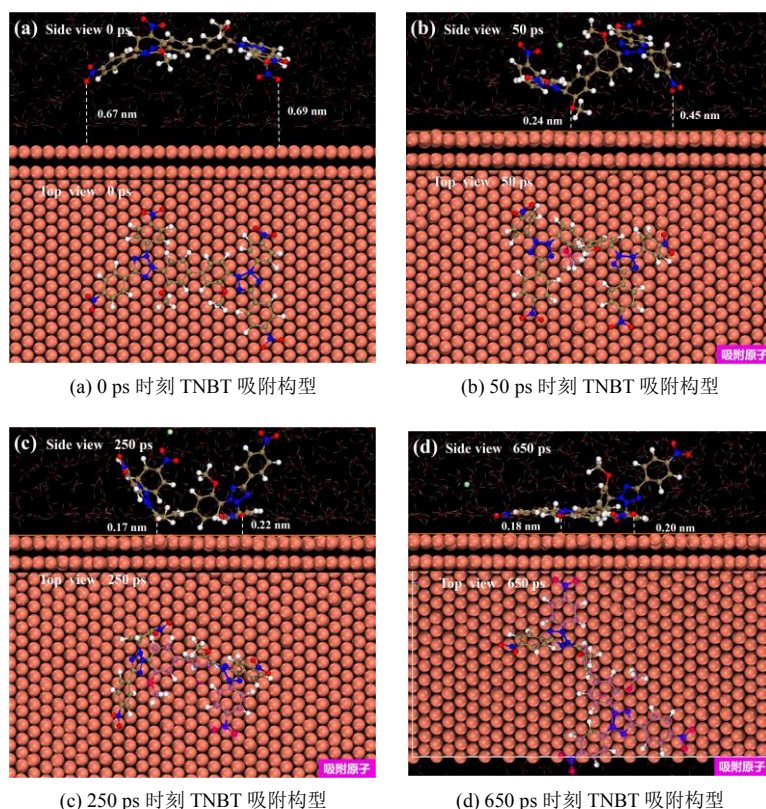 (a) Side view 0 ps
0.67 nm
0.69 nm
Top view 0 ps
(a) 0 ps 时刻 TNBT 吸附构型
(b) Side view 50 ps
0.24 nm
0.45 nm
Top view 50 ps
吸附原子
(b) 50 ps 时刻 TNBT 吸附构型
(c) Side view 250 ps
0.17 nm
0.22 nm
Top view 250 ps
吸附原子
(c) 250 ps 时刻 TNBT 吸附构型
(d) Side view 650 ps
0.18 nm
0.20 nm
Top view 650 ps
吸附原子
(d) 650 ps 时刻 TNBT 吸附构型